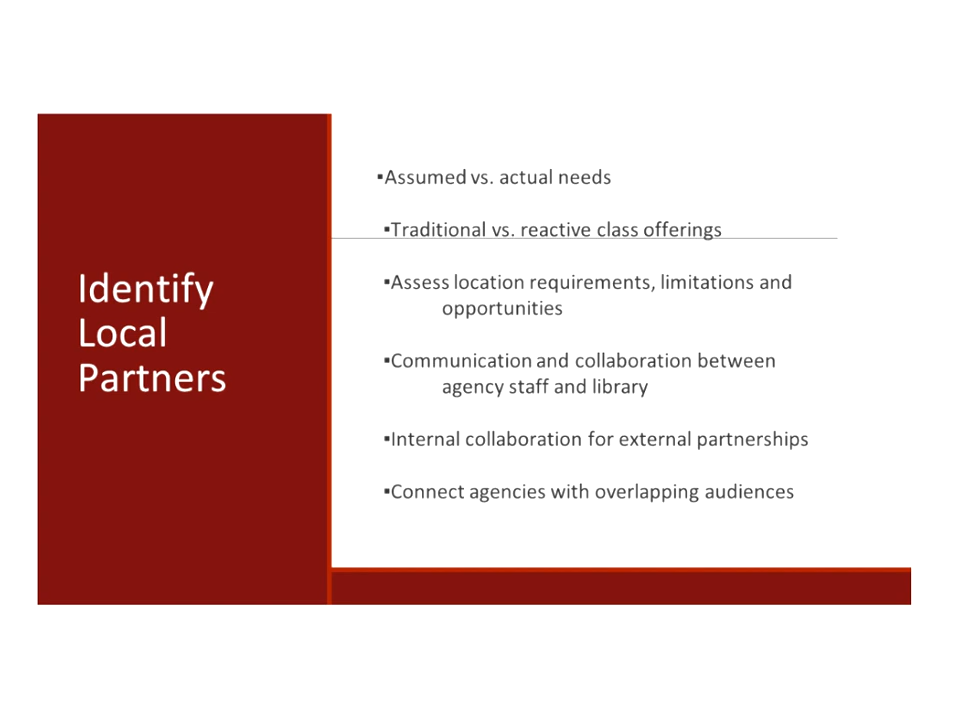 Identify
Local
Partners
▪Assumed vs. actual needs
▪Traditional vs. reactive class offerings
▪Assess location requirements, limitations and
opportunities
▪Communication and collaboration between
agency staff and library
▪Internal collaboration for external partnerships
▪Connect agencies with overlapping audiences